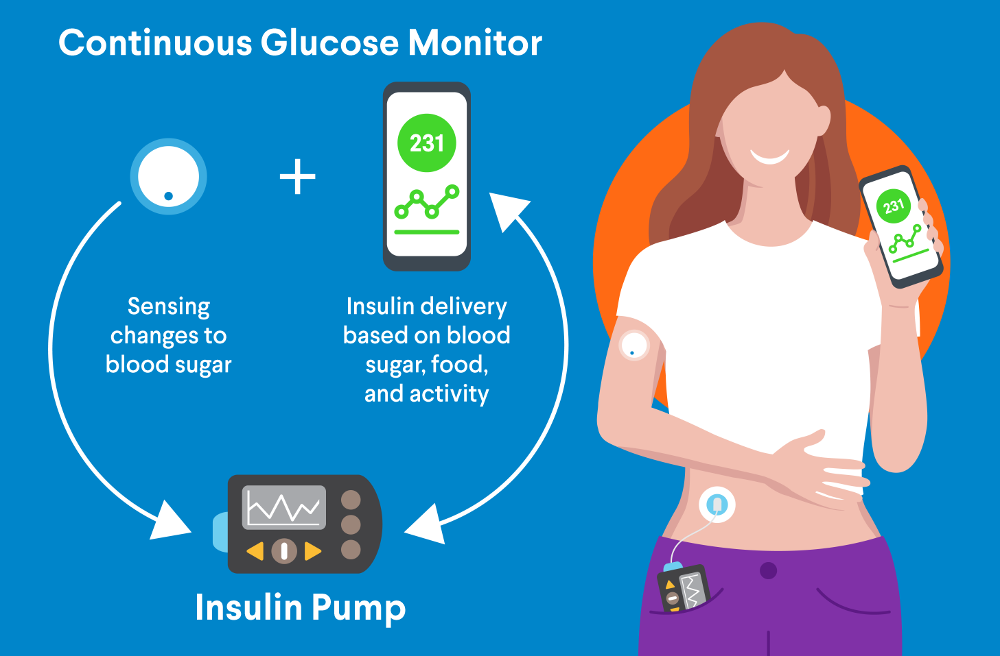 Continuous Glucose Monitor
231
Sensing
changes to
blood sugar
Insulin delivery
based on blood
sugar, food,
and activity
Insulin Pump
231